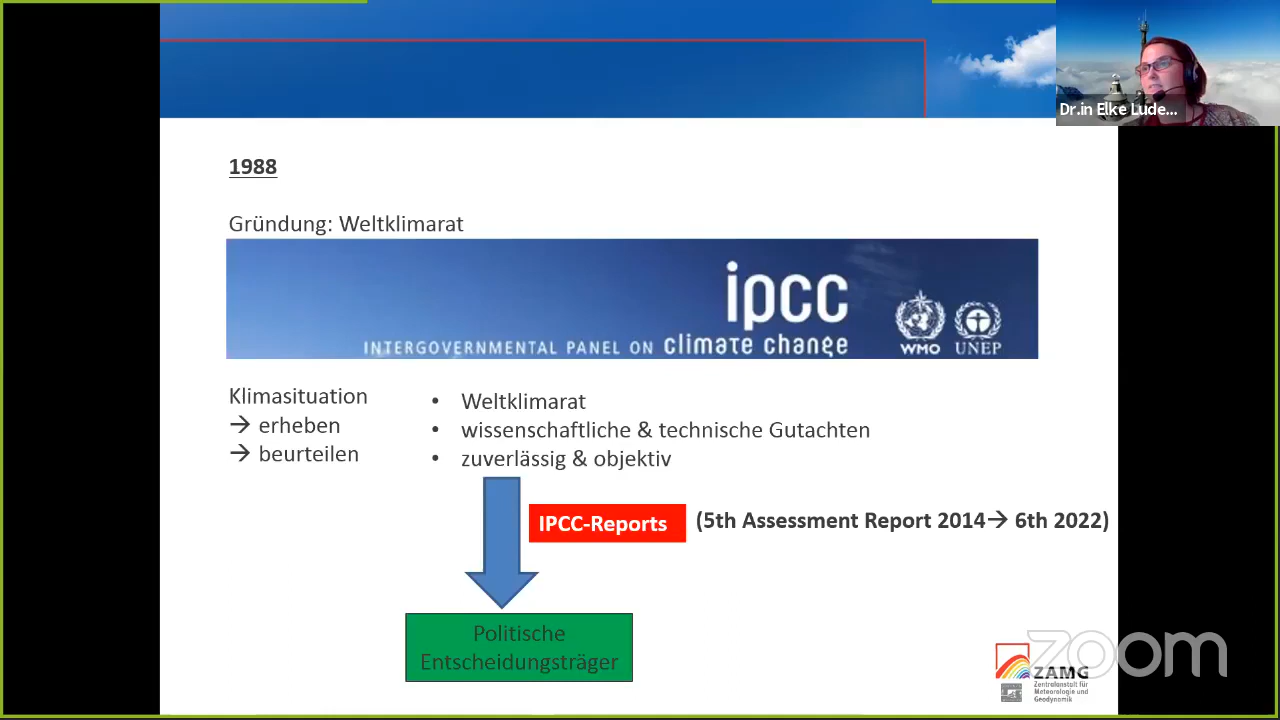 Dr.in Elke Lude...
1988
Gründung: Weltklimarat
ipcc
INTERGOVERNMENTAL PANEL ON climate change
WMO UNEP
Klimasituation
→ erheben
→ beurteilen
• Weltklimarat
• wissenschaftliche & technische Gutachten
• zuverlässig & objektiv
IPCC-Reports (5th Assessment Report 2014→ 6th 2022)
Politische
Entscheidungsträger
zoom
ZAMG
Zentralanstalt für
Meteorologie und
Geodynamik